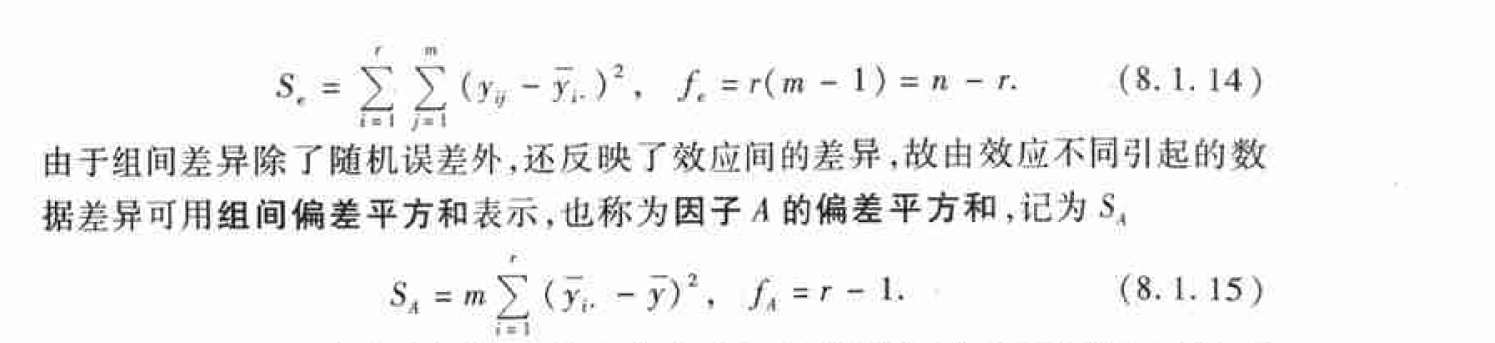 S_e = \sum_{i=1}^{r} \sum_{j=1}^{m} (y_{ij} - \bar{y}_{i·})^2, f_e = r(m - 1) = n - r. (8.1.14)
由于组间差异除了随机误差外,还反映了效应间的差异,故由效应不同引起的数
据差异可用组间偏差平方和表示,也称为因子 A 的偏差平方和,记为 S_A
S_A = m \sum_{i=1}^{r} (\bar{y}_{i·} - \bar{y})^2, f_A = r - 1. (8.1.15)